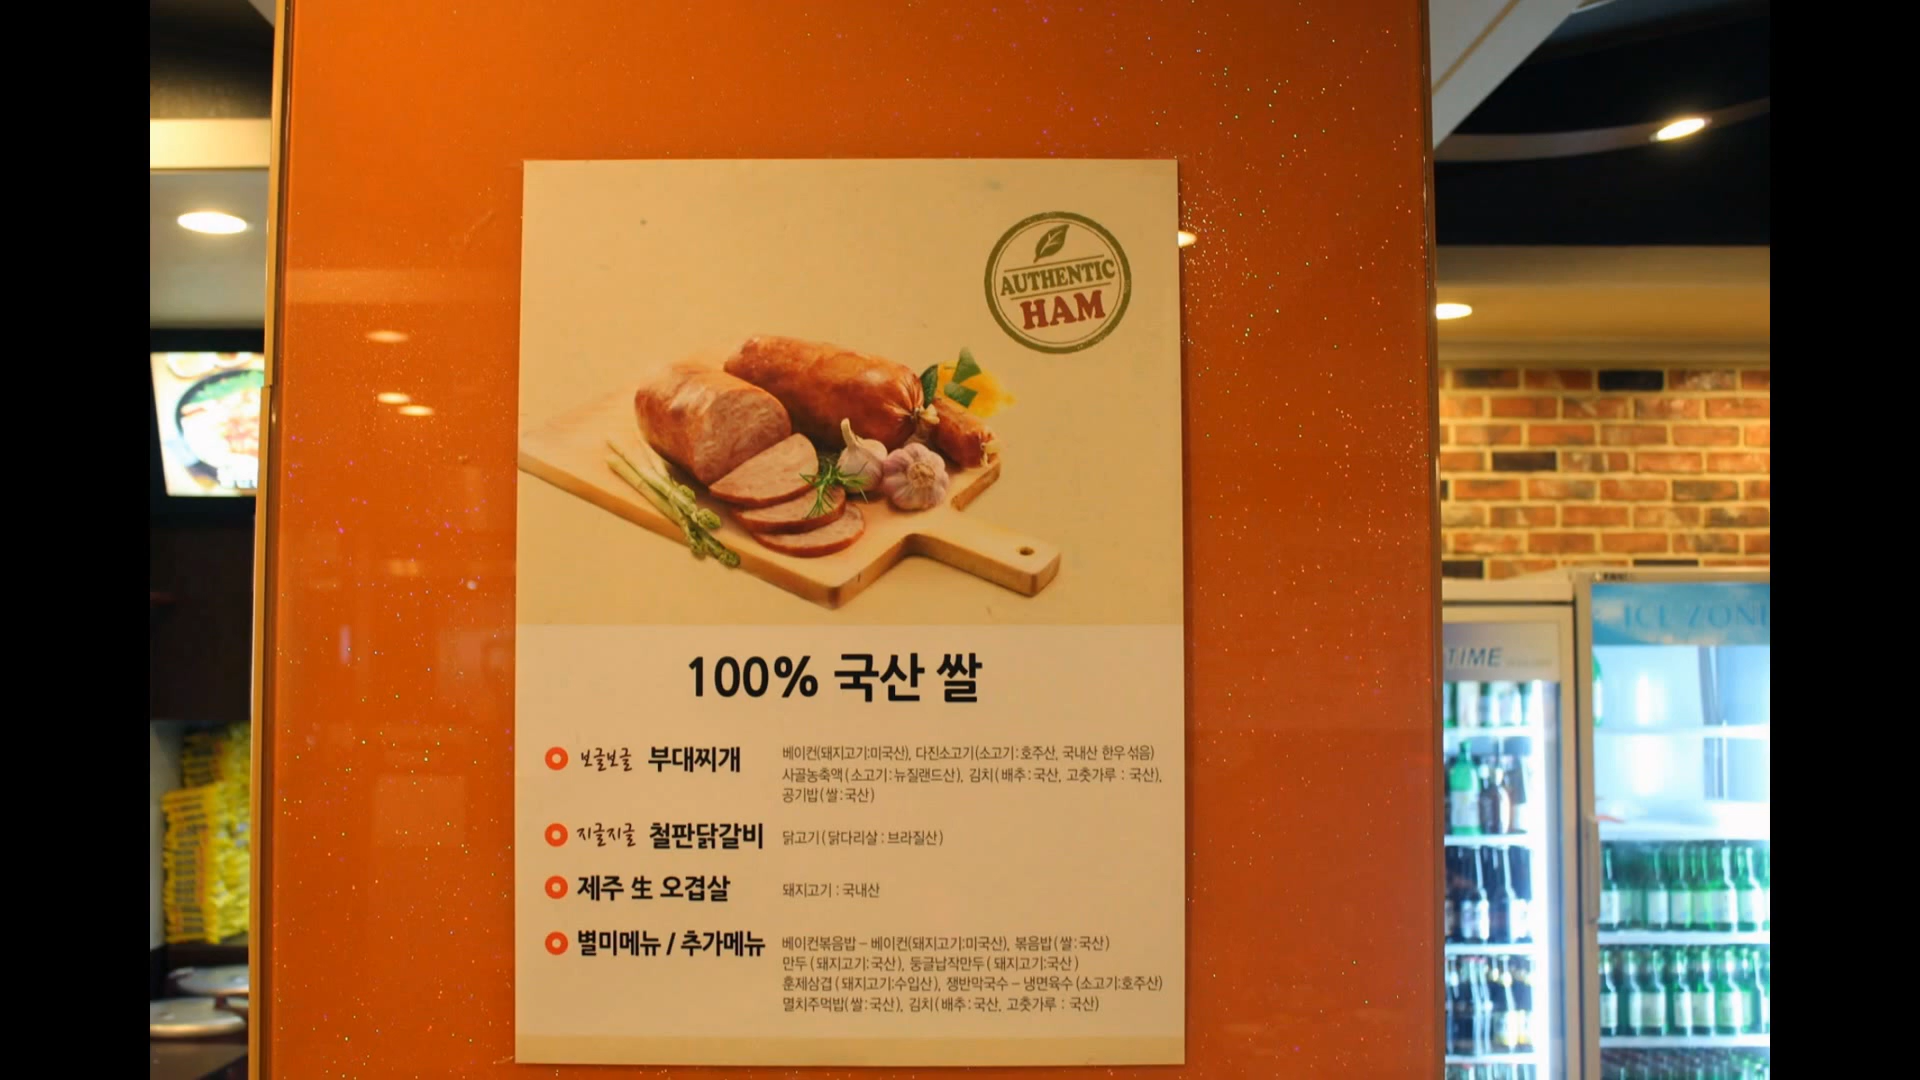 AUTHENTIC
HAM
100% 국산 쌀
보글보글 부대찌개
베이컨(돼지고기:미국산), 다진소고기(소고기:호주산, 국내산 한우 섞음)
사골농축액(소고기:뉴질랜드산), 김치(배추:국산, 고춧가루 : 국산),
공기밥(쌀:국산)
지글지글 철판닭갈비
닭고기(닭다리살 : 브라질산)
제주 生 오겹살
돼지고기 : 국내산
별미메뉴 / 추가메뉴
베이컨볶음밥 – 베이컨(돼지고기:미국산), 볶음밥(쌀:국산)
만두(돼지고기:국산), 둥글납작만두(돼지고기:국산)
훈제삼겹(돼지고기:수입산), 쟁반막국수 – 냉면육수(소고기:호주산)
멸치주먹밥(쌀:국산), 김치(배추:국산, 고춧가루 : 국산)
TIME
ICE ZONE